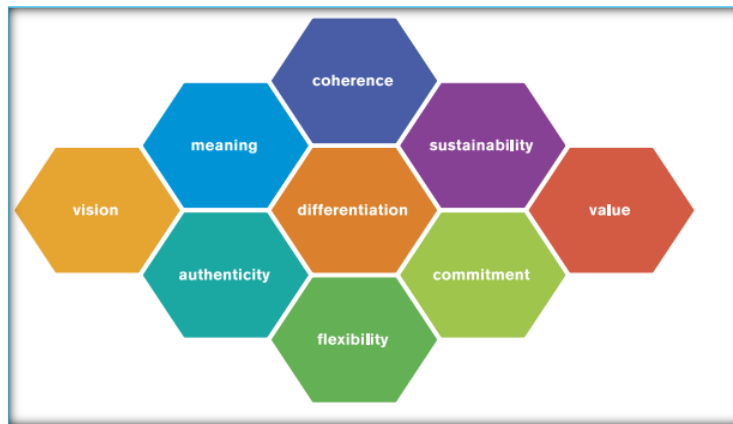 coherence
meaning
sustainability
vision
differentiation
value
authenticity
commitment
flexibility